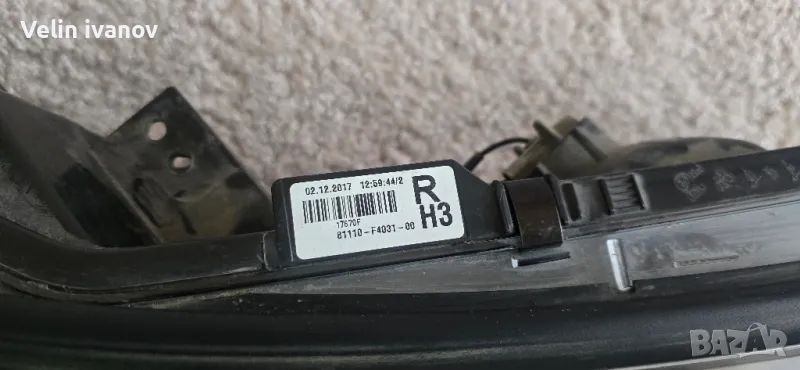 Velin ivanov
02.12.2017 12:59:44/2
R
17670F
81110-F4031-00
H3
BAZAR